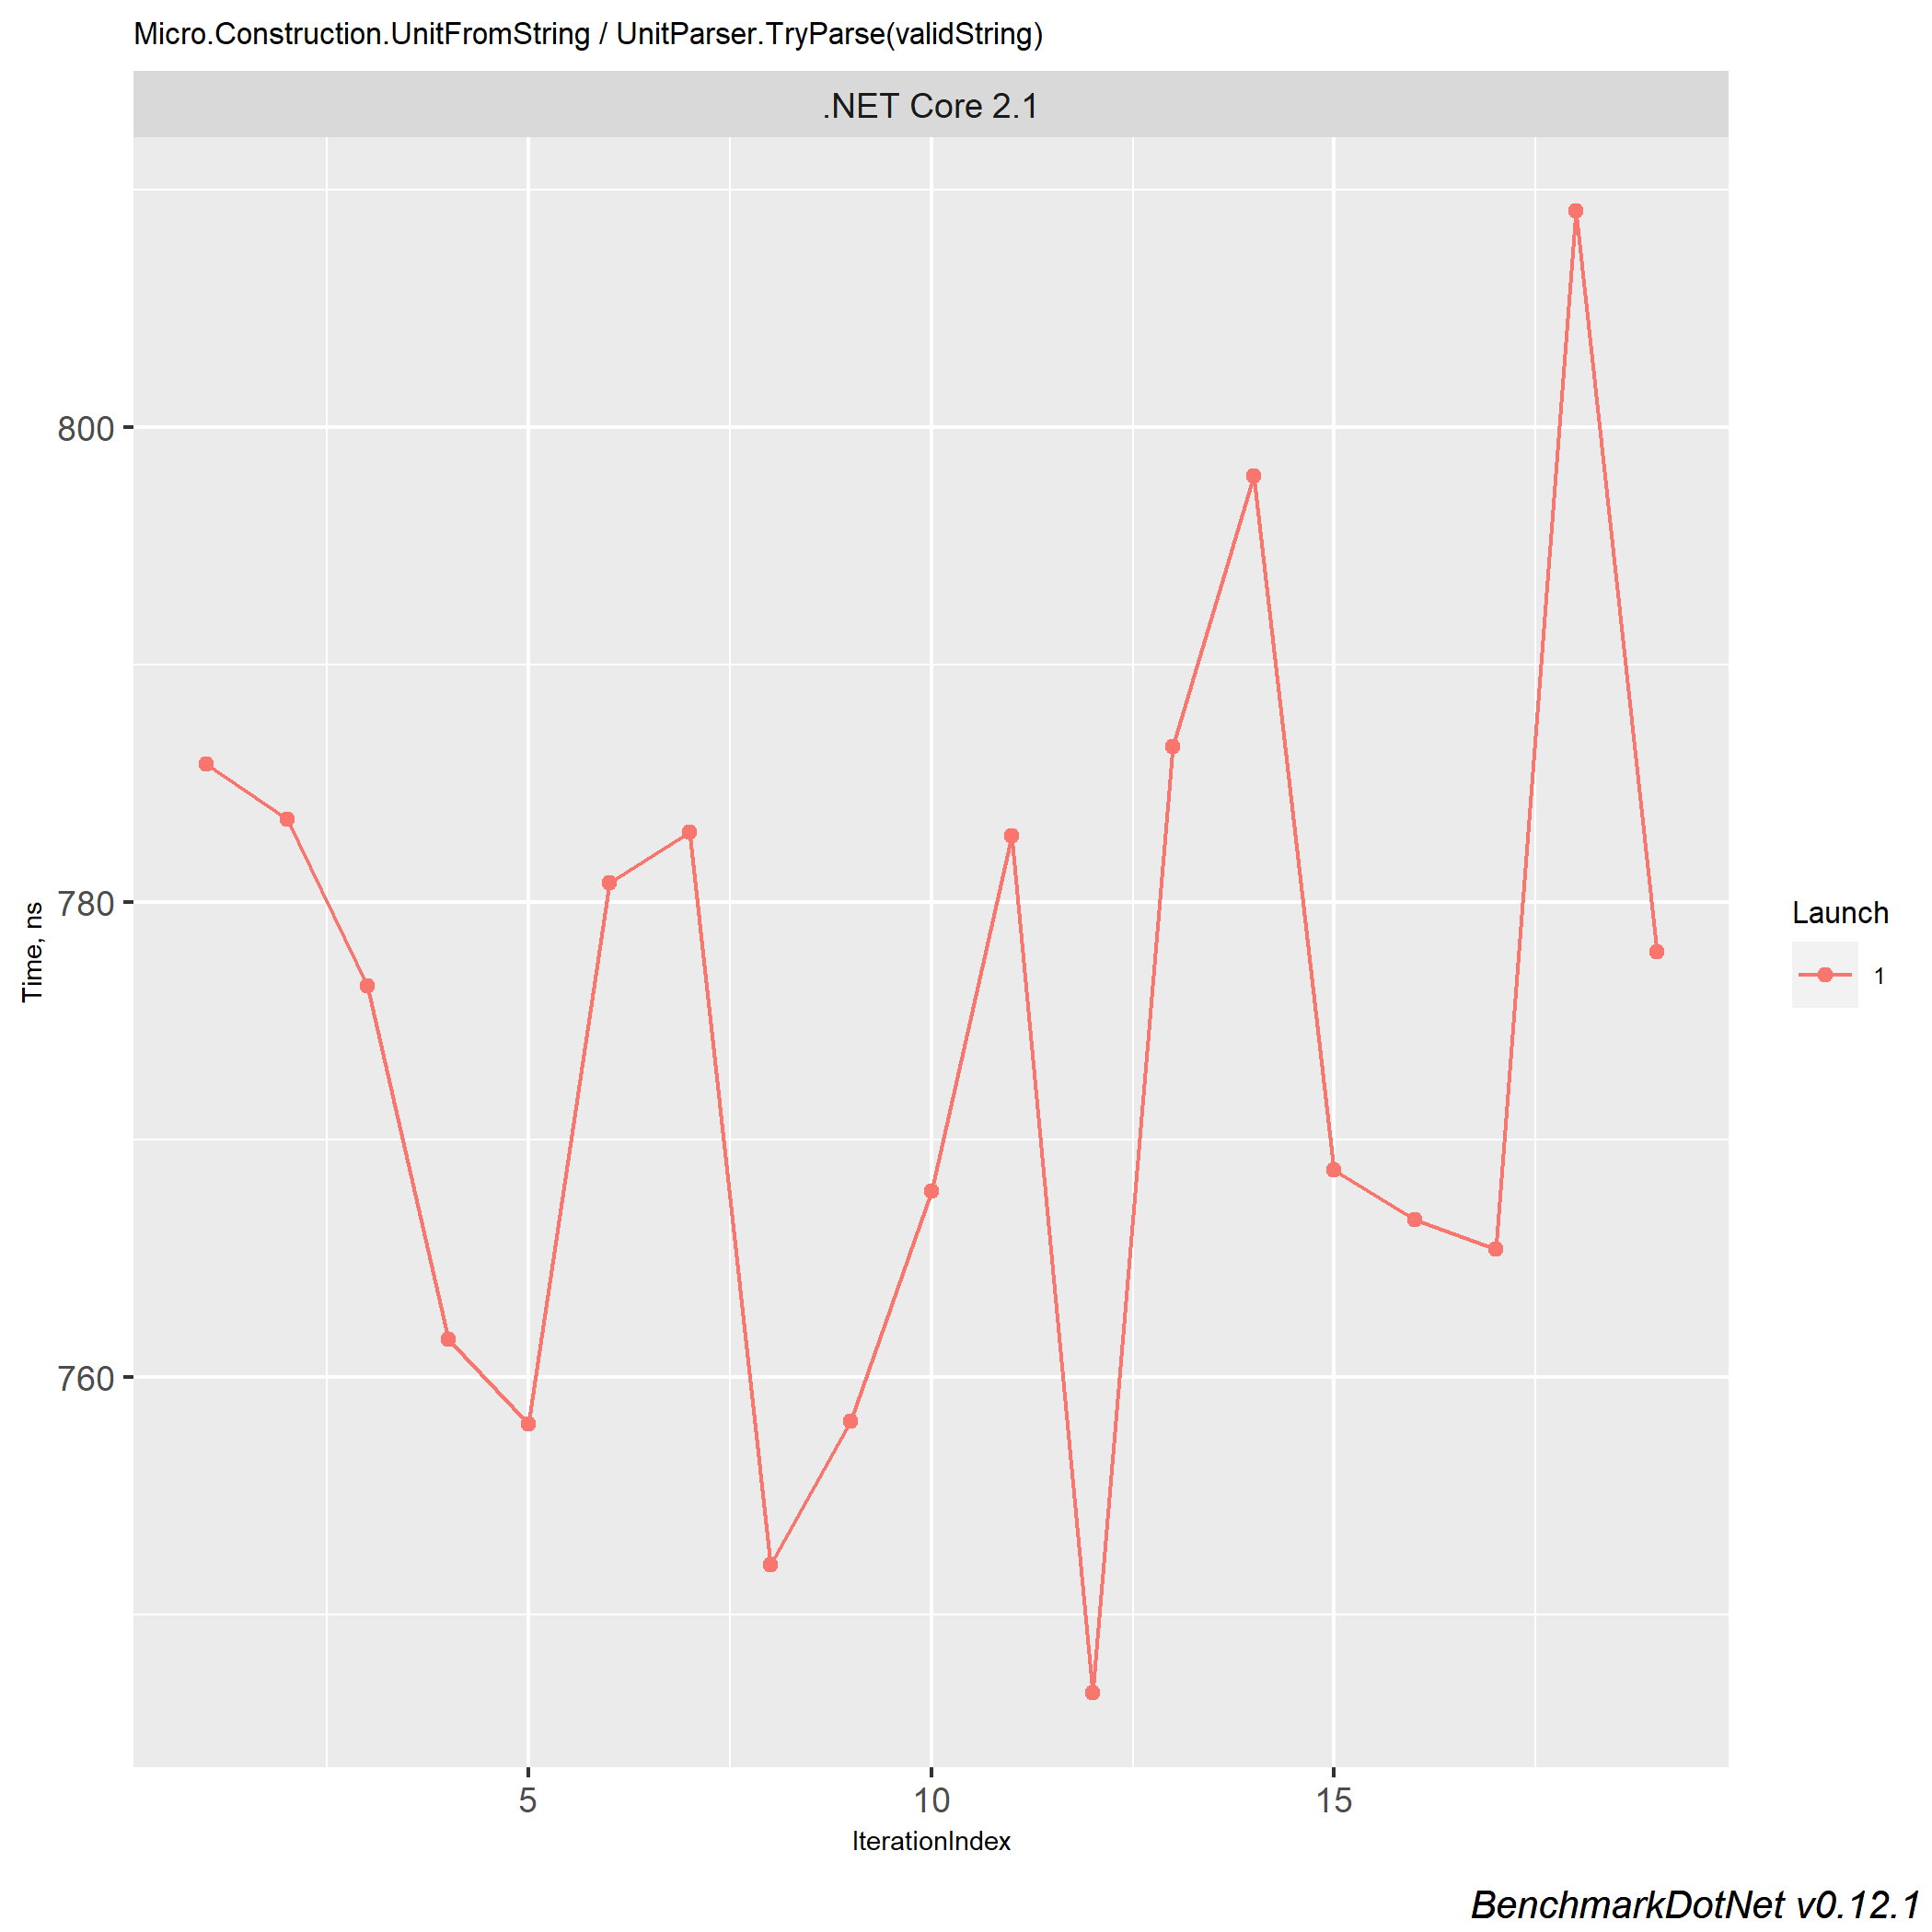 Micro.Construction.UnitFromString / UnitParser.TryParse(validString)
.NET Core 2.1
800
780
760
Time, ns
5
10
15
IterationIndex
Launch
1
BenchmarkDotNet v0.12.1